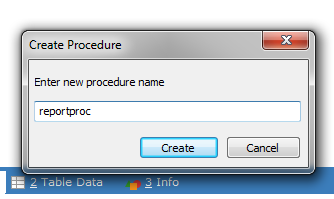 Create Procedure
Enter new procedure name
reportproc
Create Cancel
2 Table Data 3 Info